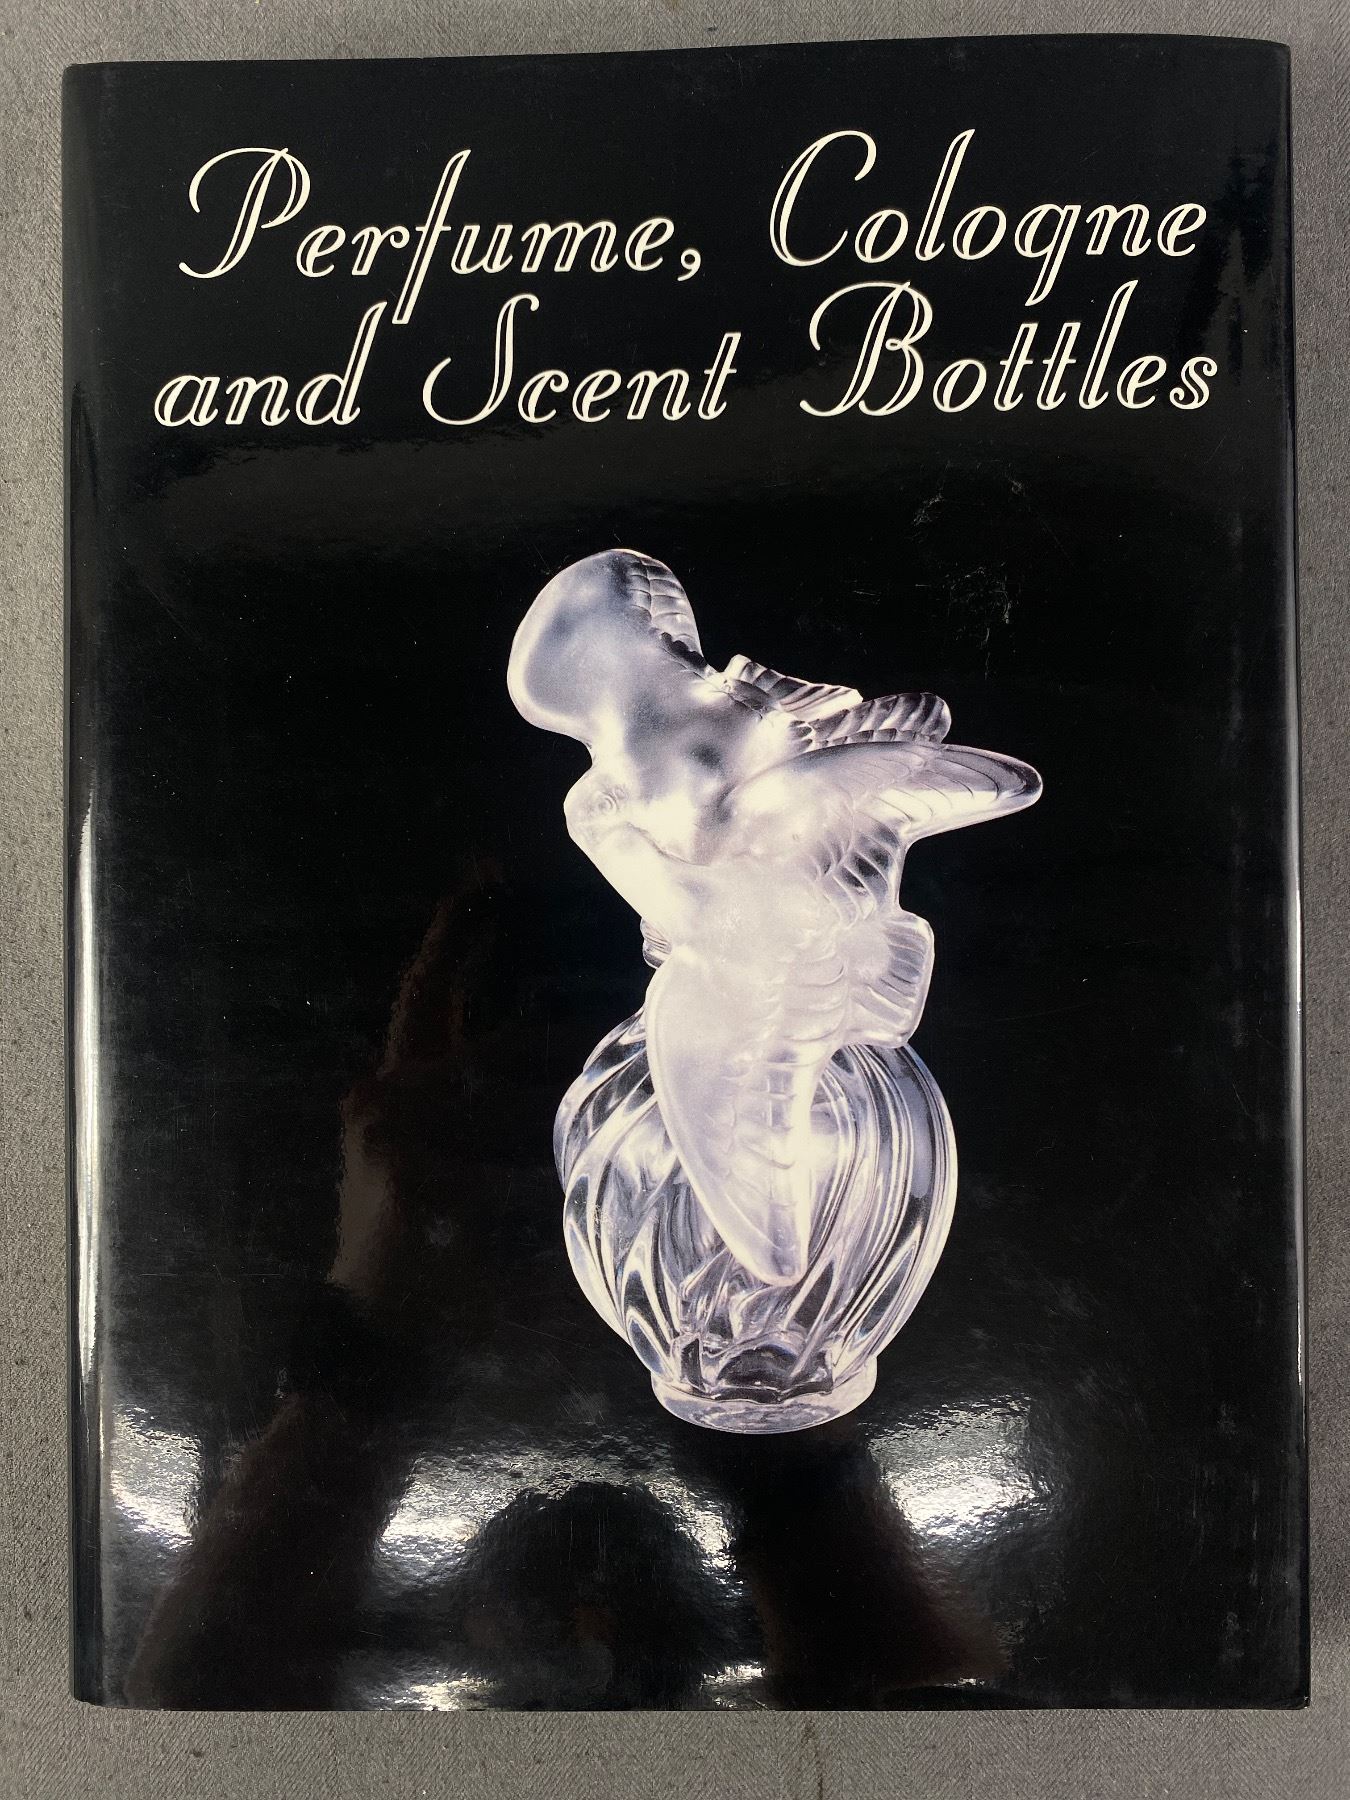 Perfume, Cologne
and Scent Bottles